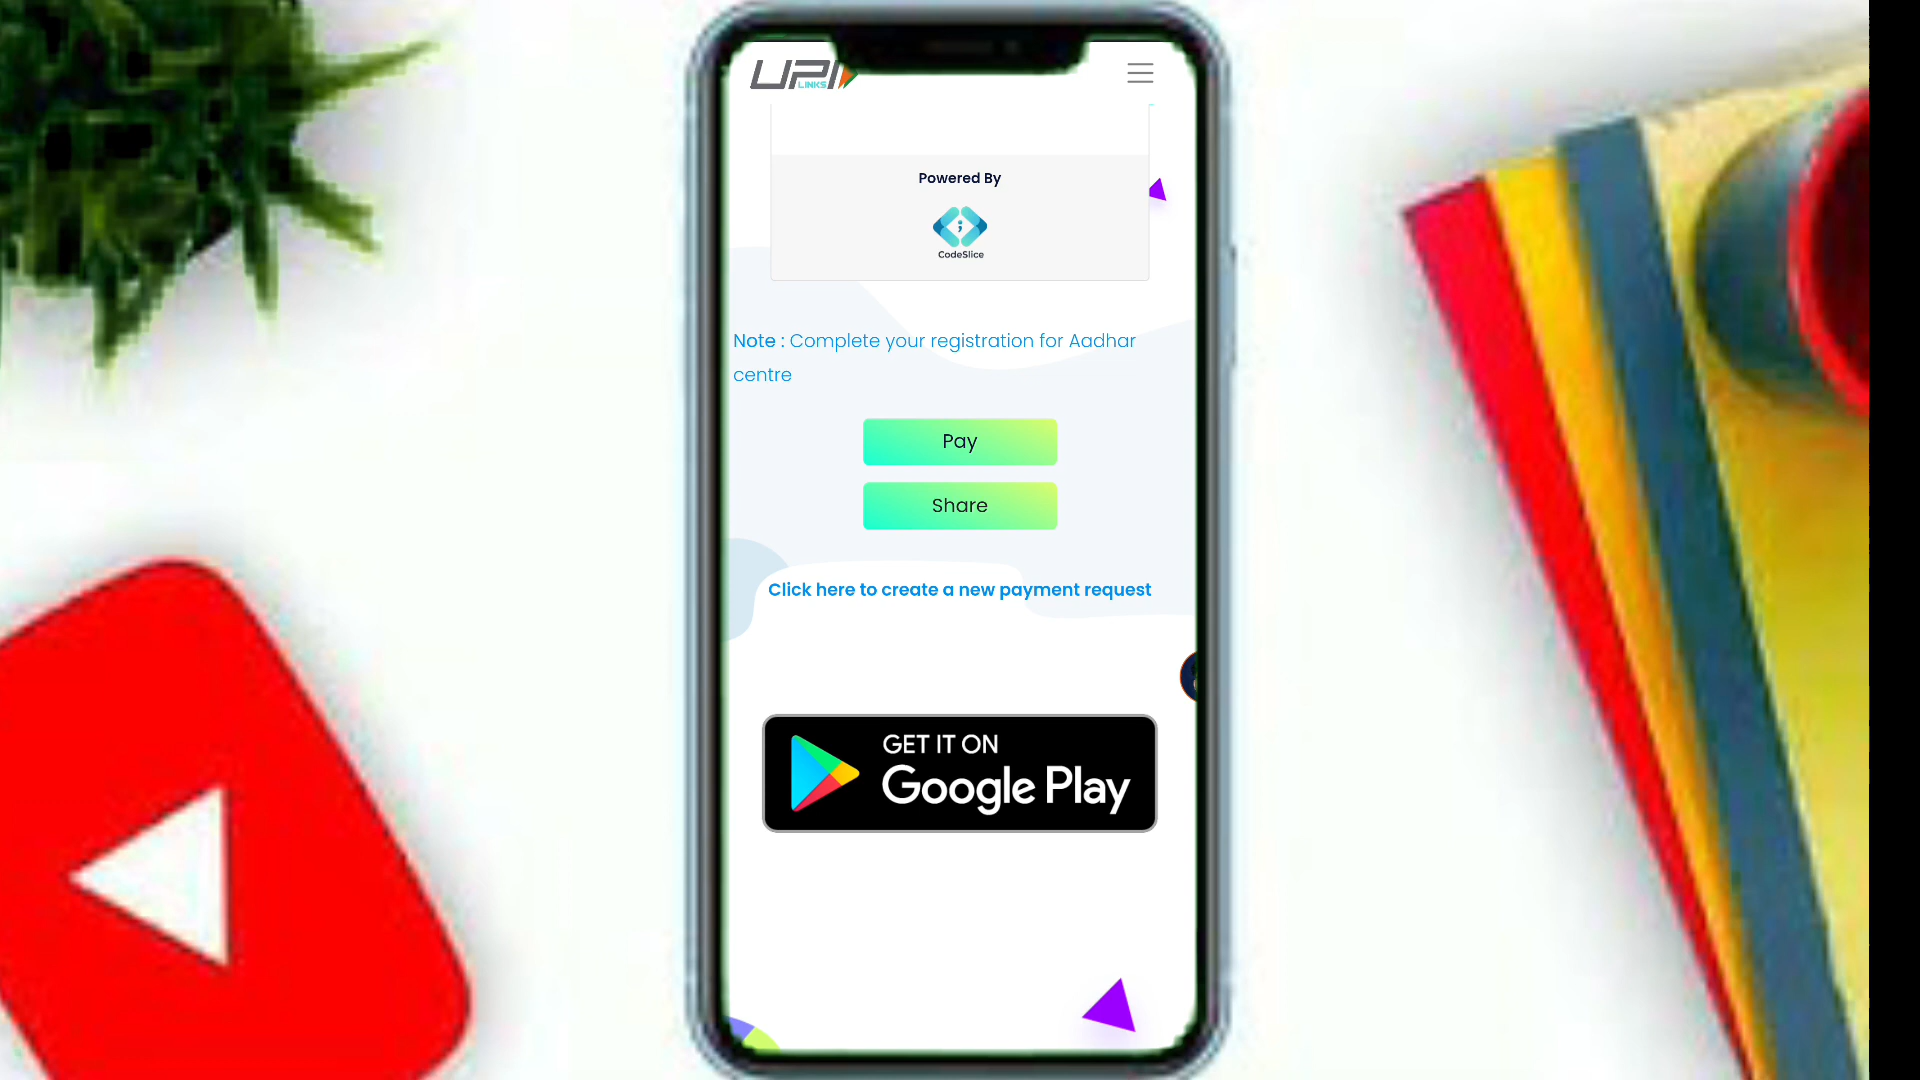 UPI
LINKS
Powered By
CodeSlice
Note : Complete your registration for Aadhar
centre
Pay
Share
Click here to create a new payment request
GET IT ON
Google Play